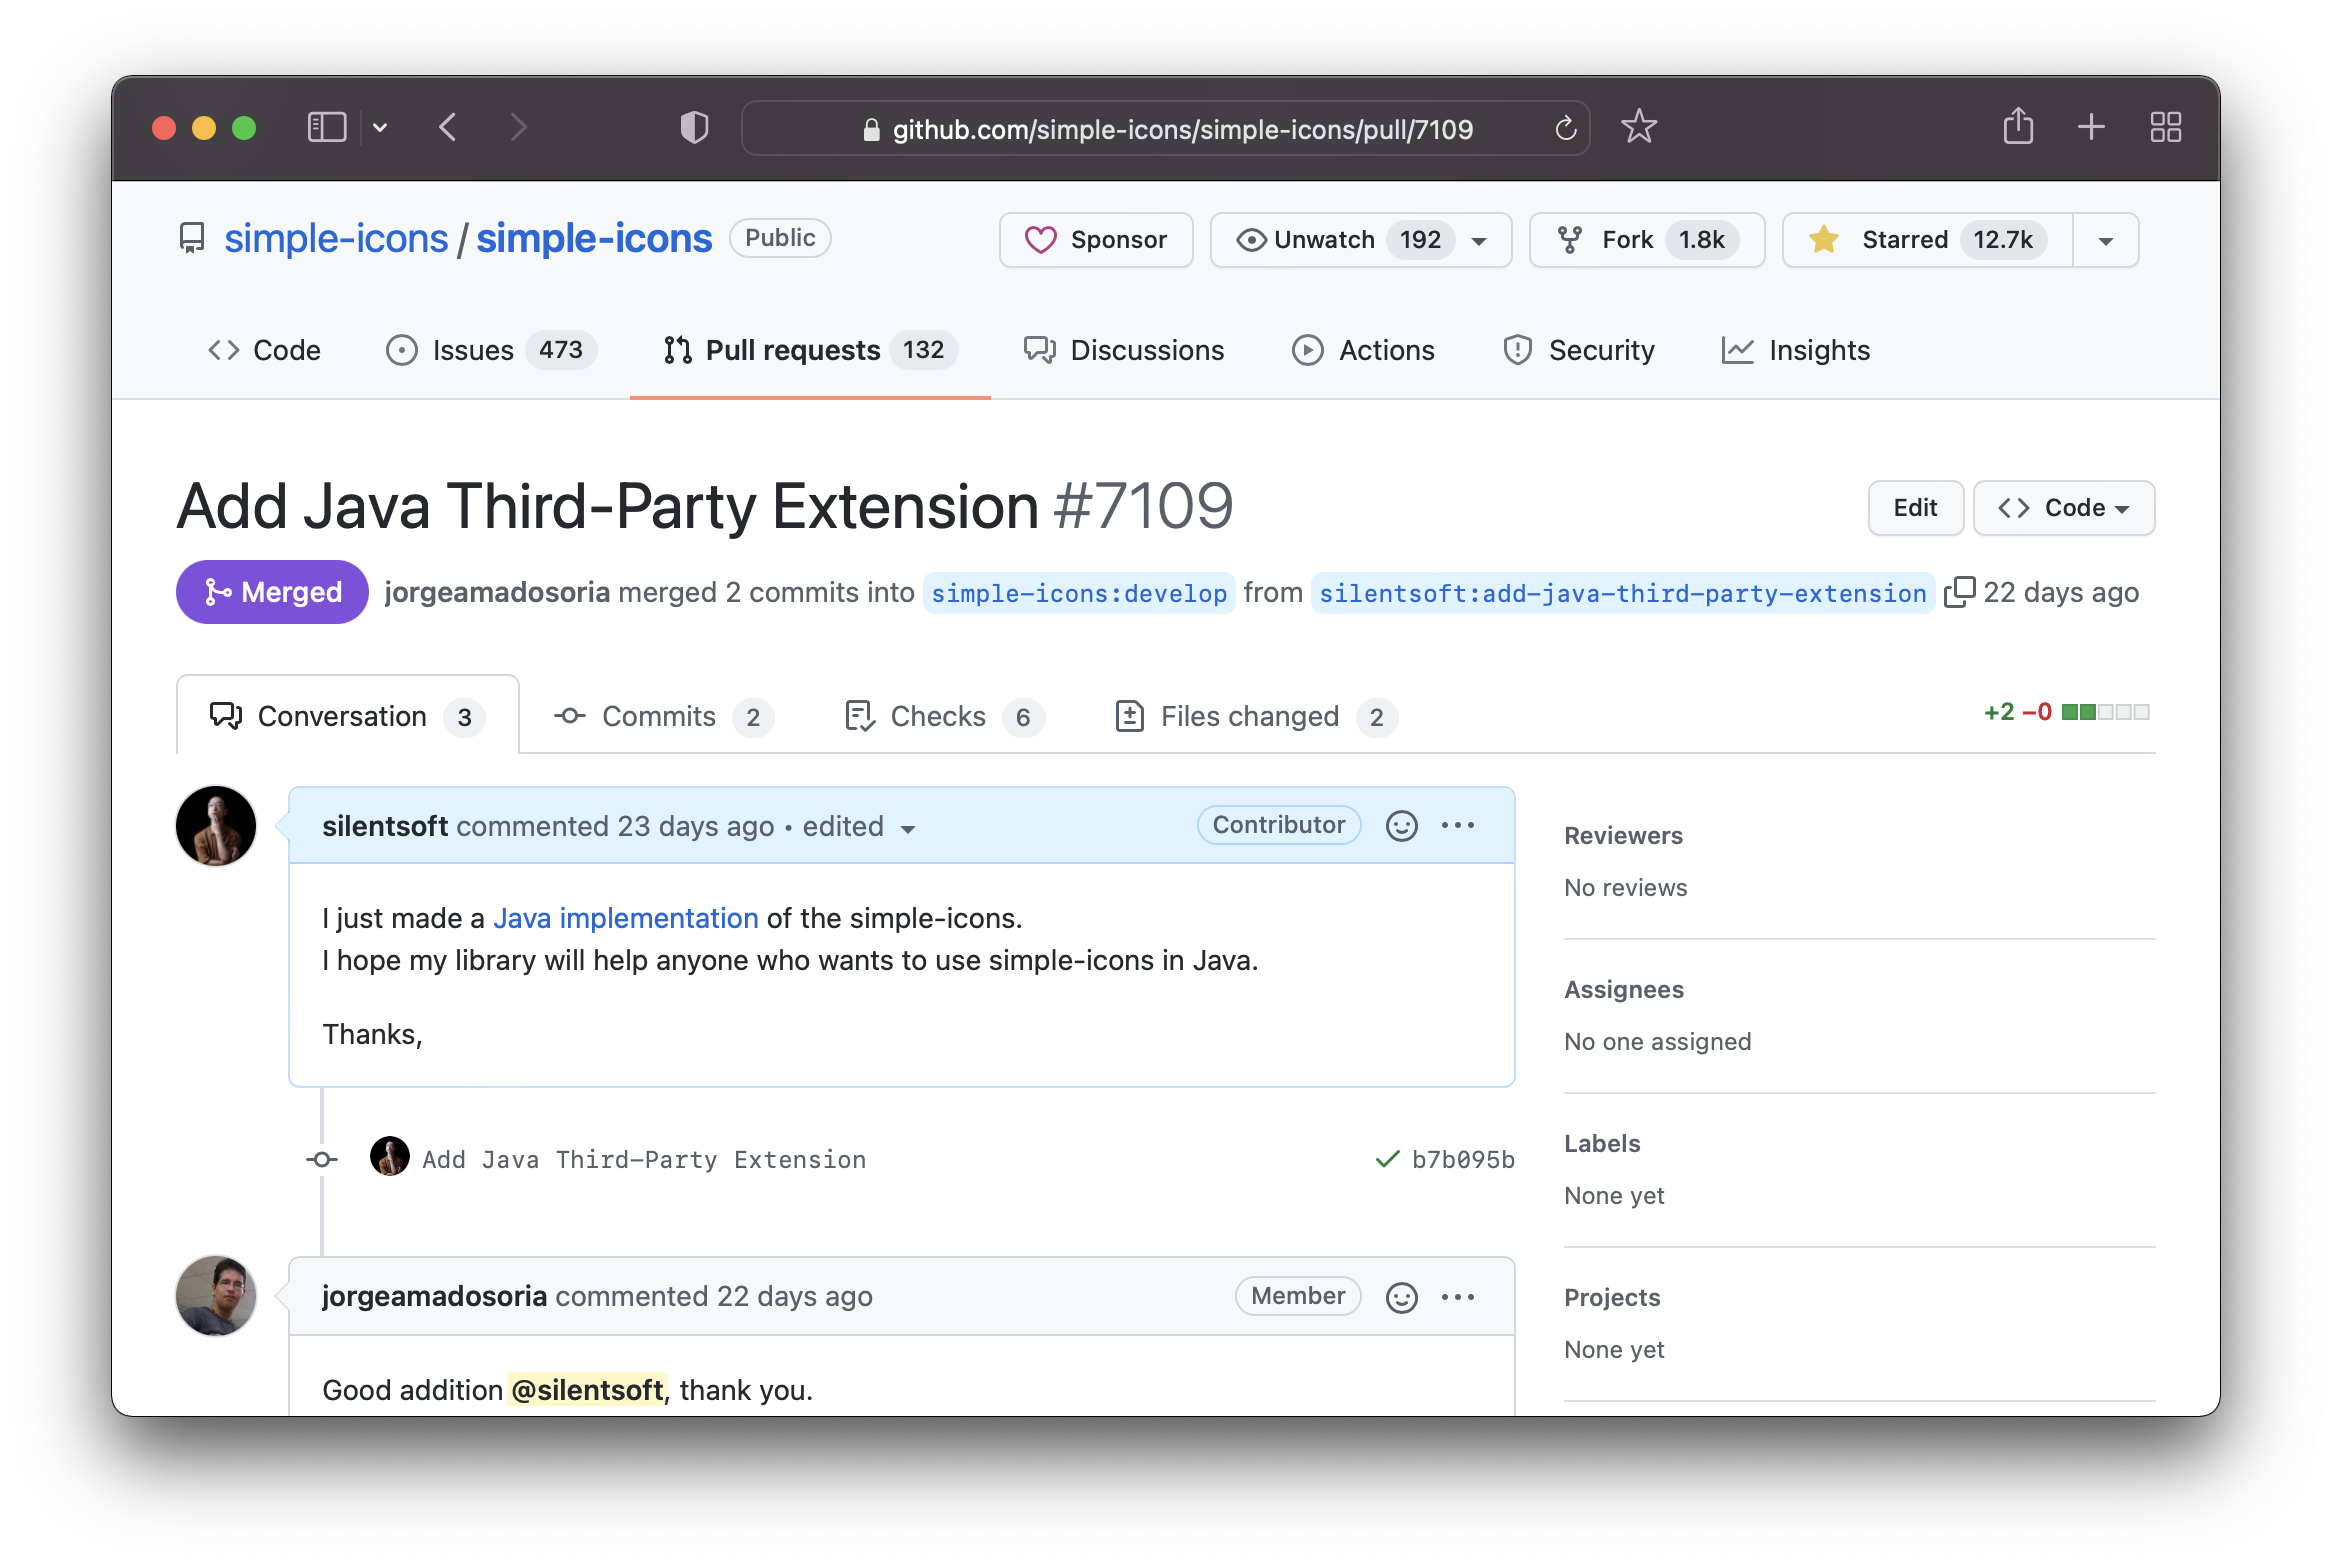 github.com/simple-icons/simple-icons/pull/7109
simple-icons / simple-icons Public
Sponsor Unwatch 192 Fork 1.8k Starred 12.7k
Code Issues 473 Pull requests 132 Discussions Actions Security Insights
Add Java Third-Party Extension #7109
Edit Code
Merged jorgeamadosoria merged 2 commits into simple-icons:develop from silentsoft:add-java-third-party-extension 22 days ago
Conversation 3 Commits 2 Checks 6 Files changed 2 +2 −0
silentsoft commented 23 days ago • edited Contributor
I just made a Java implementation of the simple-icons.
I hope my library will help anyone who wants to use simple-icons in Java.
Thanks,
Add Java Third-Party Extension b7b095b
jorgeamadosoria commented 22 days ago Member
Good addition @silentsoft, thank you.
Reviewers
No reviews
Assignees
No one assigned
Labels
None yet
Projects
None yet